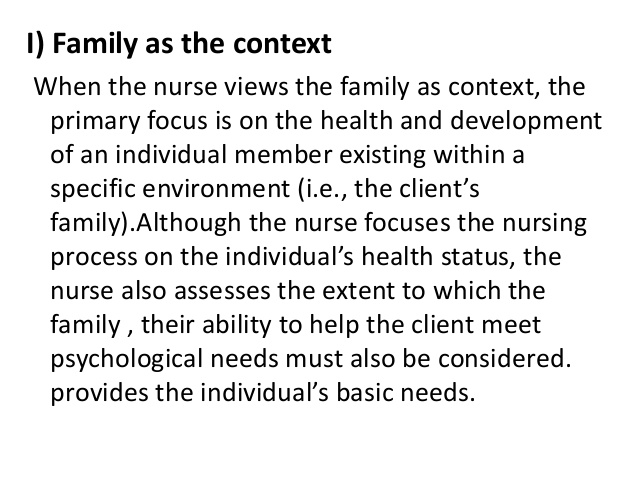 I) Family as the context
When the nurse views the family as context, the
primary focus is on the health and development
of an individual member existing within a
specific environment (i.e., the client’s
family).Although the nurse focuses the nursing
process on the individual’s health status, the
nurse also assesses the extent to which the
family , their ability to help the client meet
psychological needs must also be considered.
provides the individual’s basic needs.